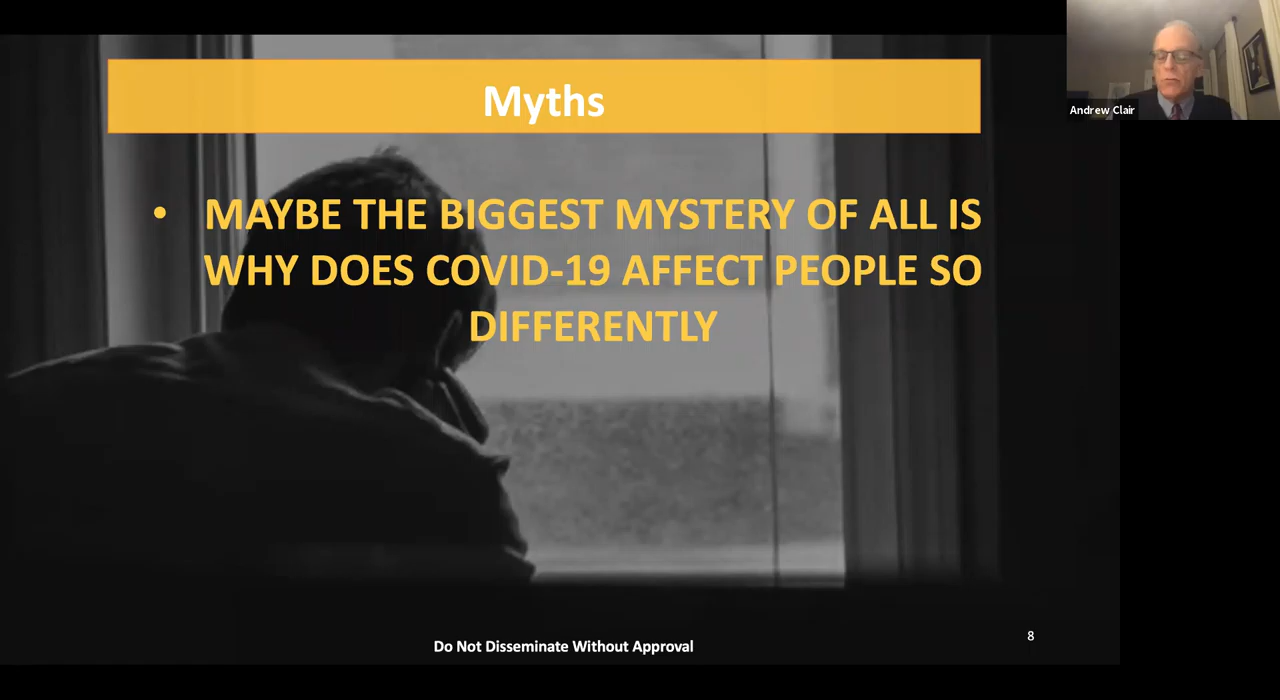 Myths
Andrew Clair
• MAYBE THE BIGGEST MYSTERY OF ALL IS
WHY DOES COVID-19 AFFECT PEOPLE SO
DIFFERENTLY
Do Not Disseminate Without Approval
8